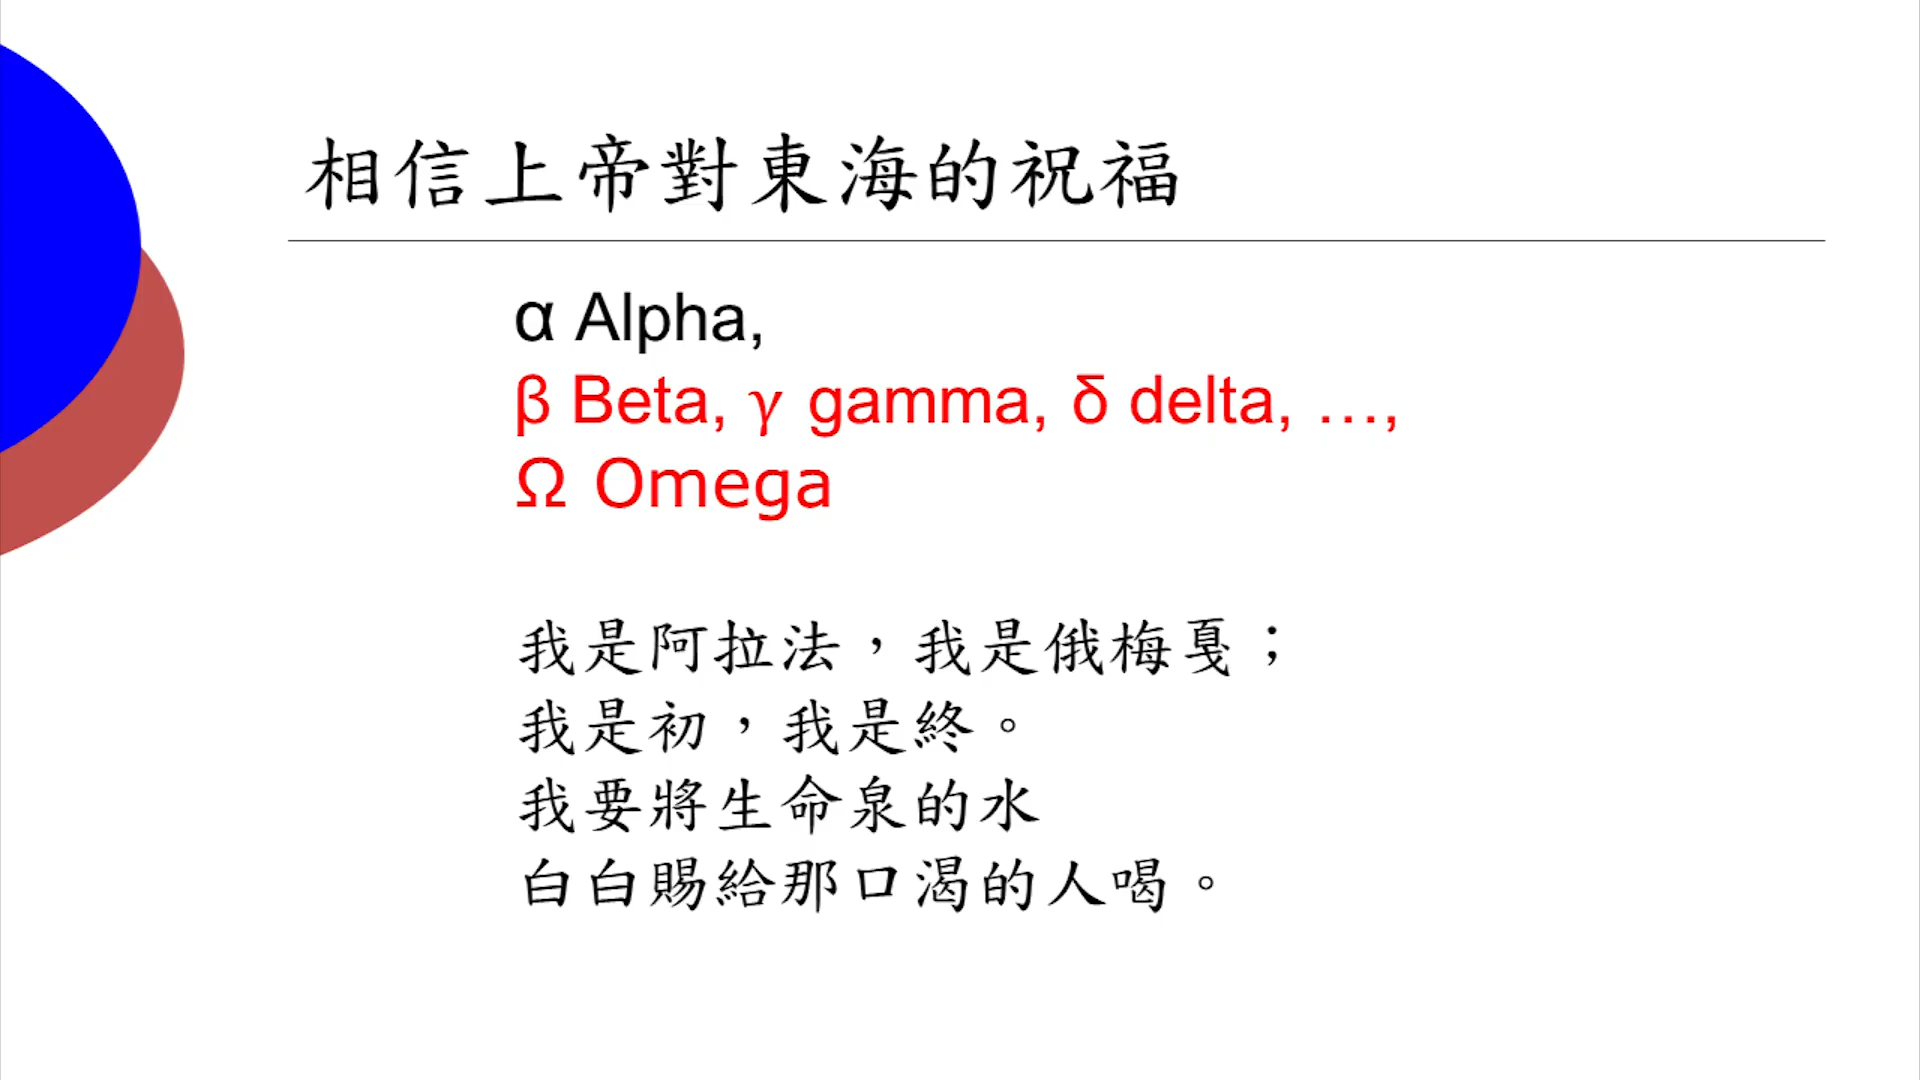 相信上帝對東海的祝福
α Alpha,
β Beta, γ gamma, δ delta, …,
Ω Omega
我是阿拉法，我是俄梅戛；
我是初，我是終。
我要將生命泉的水
白白賜給那口渴的人喝。